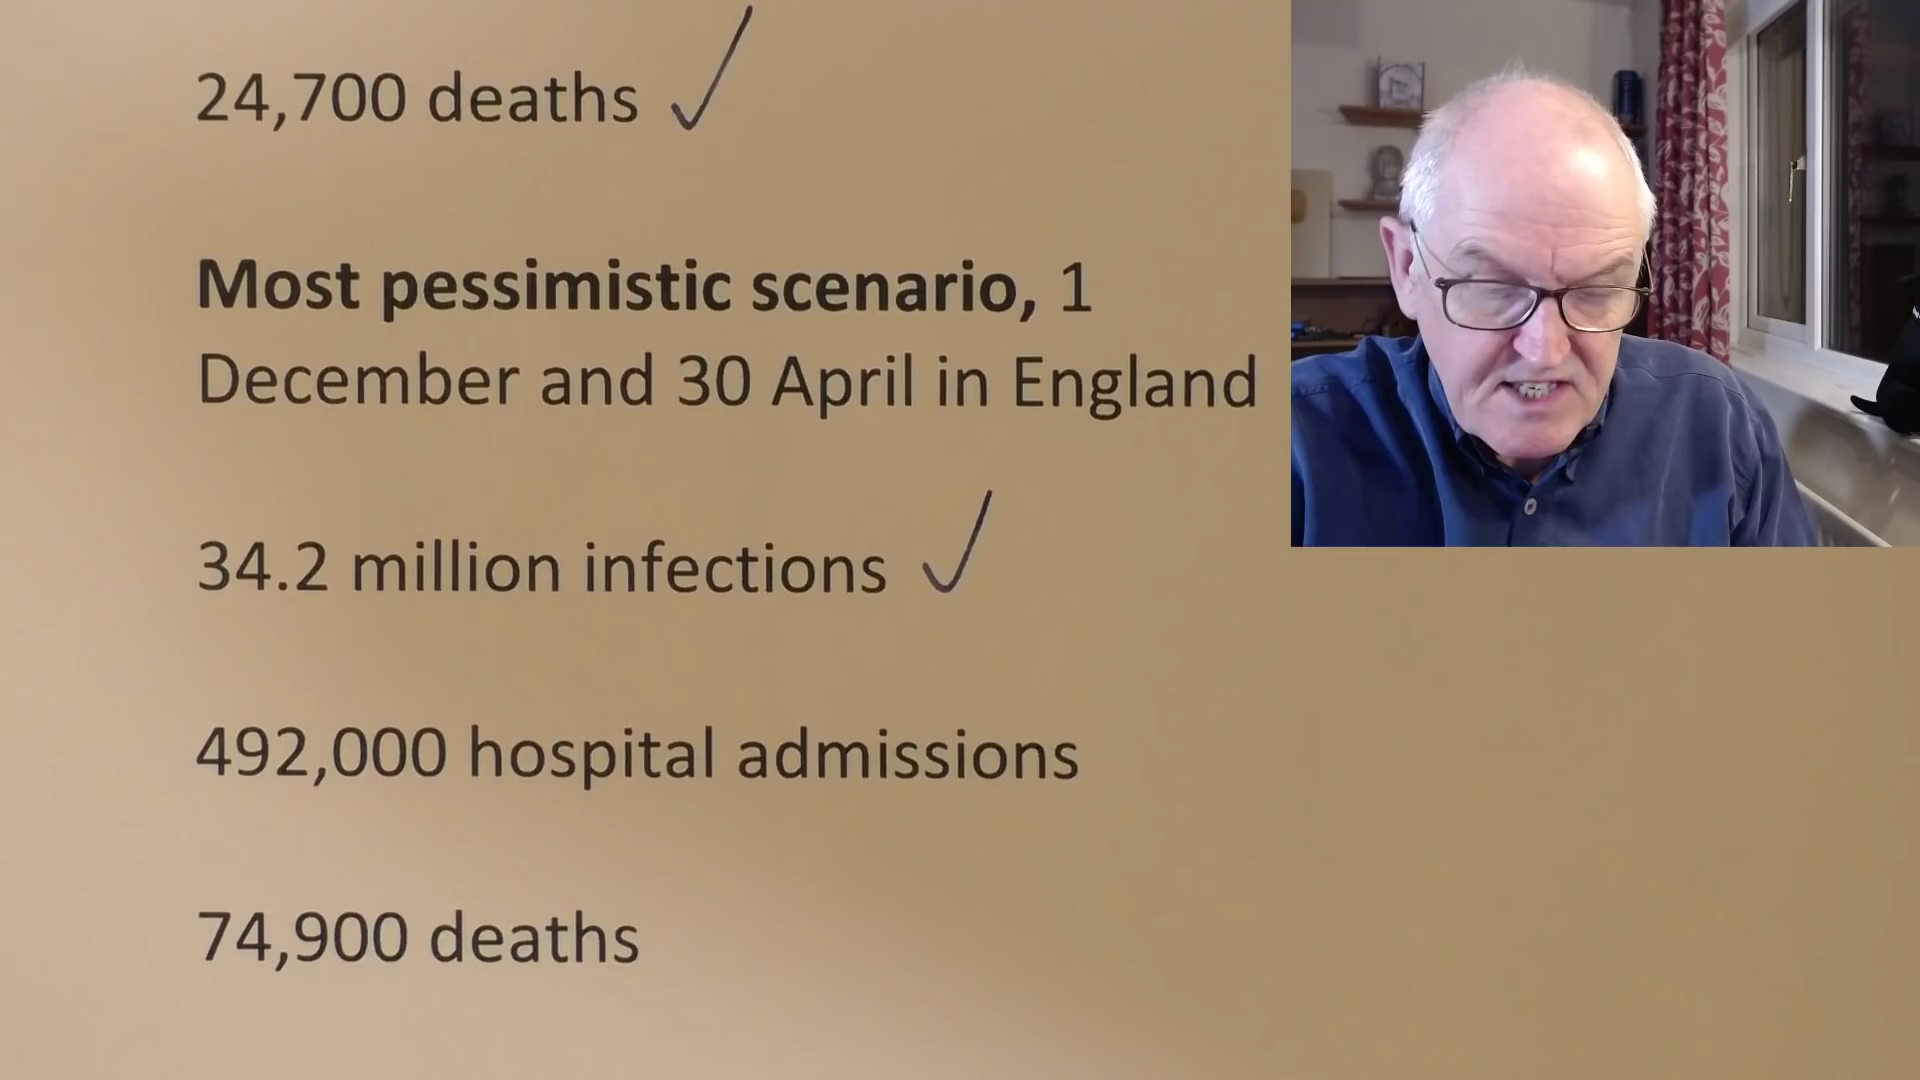 24,700 deaths
Most pessimistic scenario, 1
December and 30 April in England
34.2 million infections
492,000 hospital admissions
74,900 deaths